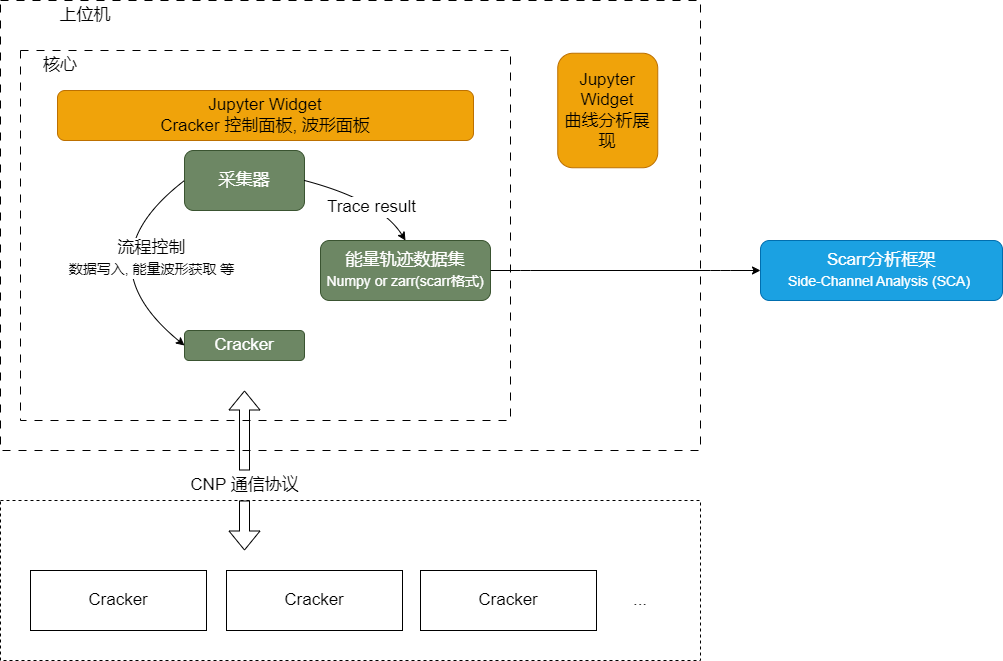 上位机
核心
Jupyter Widget
Cracker 控制面板, 波形面板
Jupyter
Widget
曲线分析展
现
采集器
Trace result
流程控制
数据写入, 能量波形获取 等
能量轨迹数据集
Numpy or zarr(scarr格式)
Scarr分析框架
Side-Channel Analysis (SCA)
Cracker
CNP 通信协议
Cracker
Cracker
Cracker
...